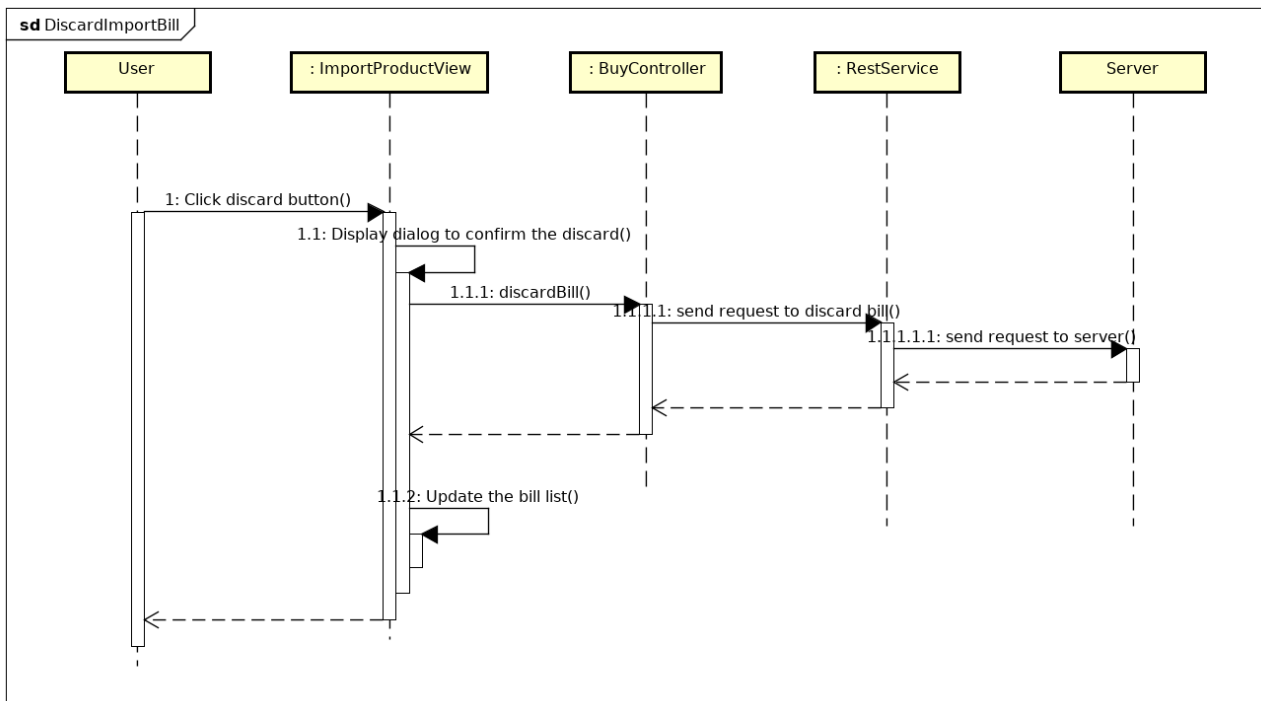 sd DiscardImportBill
User
: ImportProductView
: BuyController
: RestService
Server
1: Click discard button()
1.1: Display dialog to confirm the discard()
1.1.1: discardBill()
1.1.1.1: send request to discard bill()
1.1.1.1.1: send request to server()
1.1.2: Update the bill list()